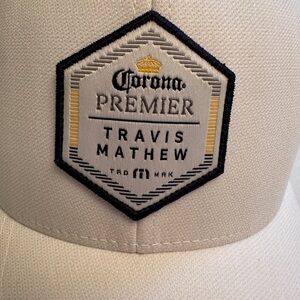 Corona.
PREMIER
TRAVIS
MATHEW
TRD m MRK